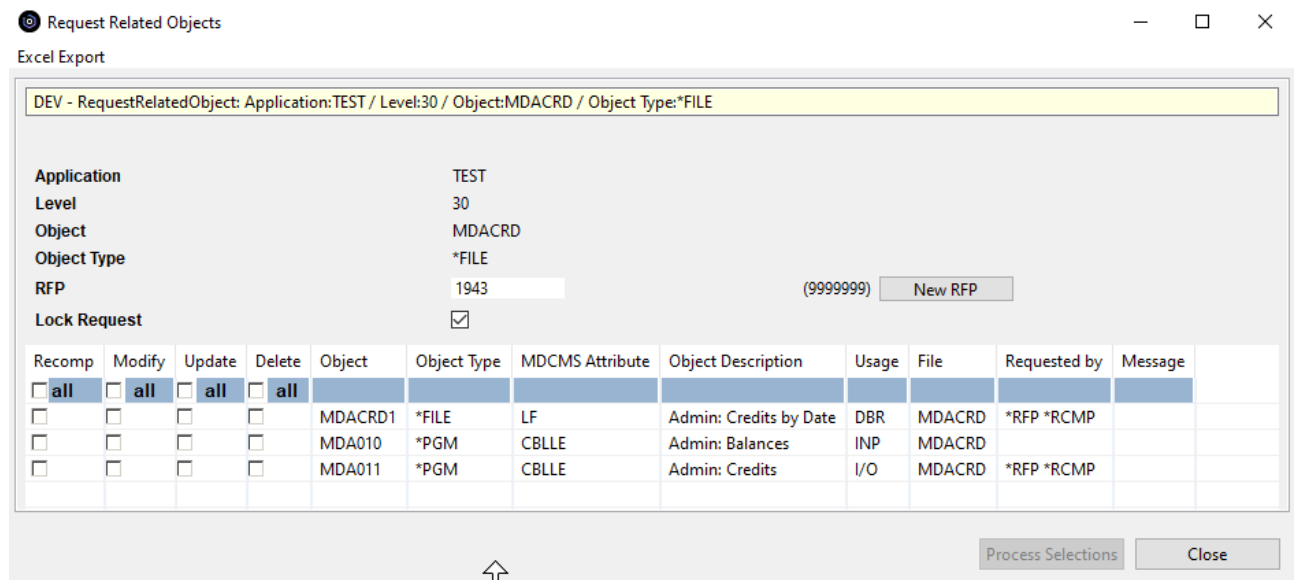 Request Related Objects
Excel Export
DEV - RequestRelatedObject: Application:TEST / Level:30 / Object:MDACRD / Object Type:*FILE
Application TEST
Level 30
Object MDACRD
Object Type *FILE
RFP 1943 (9999999) New RFP
Lock Request
Recomp Modify Update Delete Object Object Type MDCMS Attribute Object Description Usage File Requested by Message
all all all all
MDACRD1 *FILE LF Admin: Credits by Date DBR MDACRD *RFP *RCMP
MDA010 *PGM CBLLE Admin: Balances INP MDACRD
MDA011 *PGM CBLLE Admin: Credits I/O MDACRD *RFP *RCMP
Process Selections Close